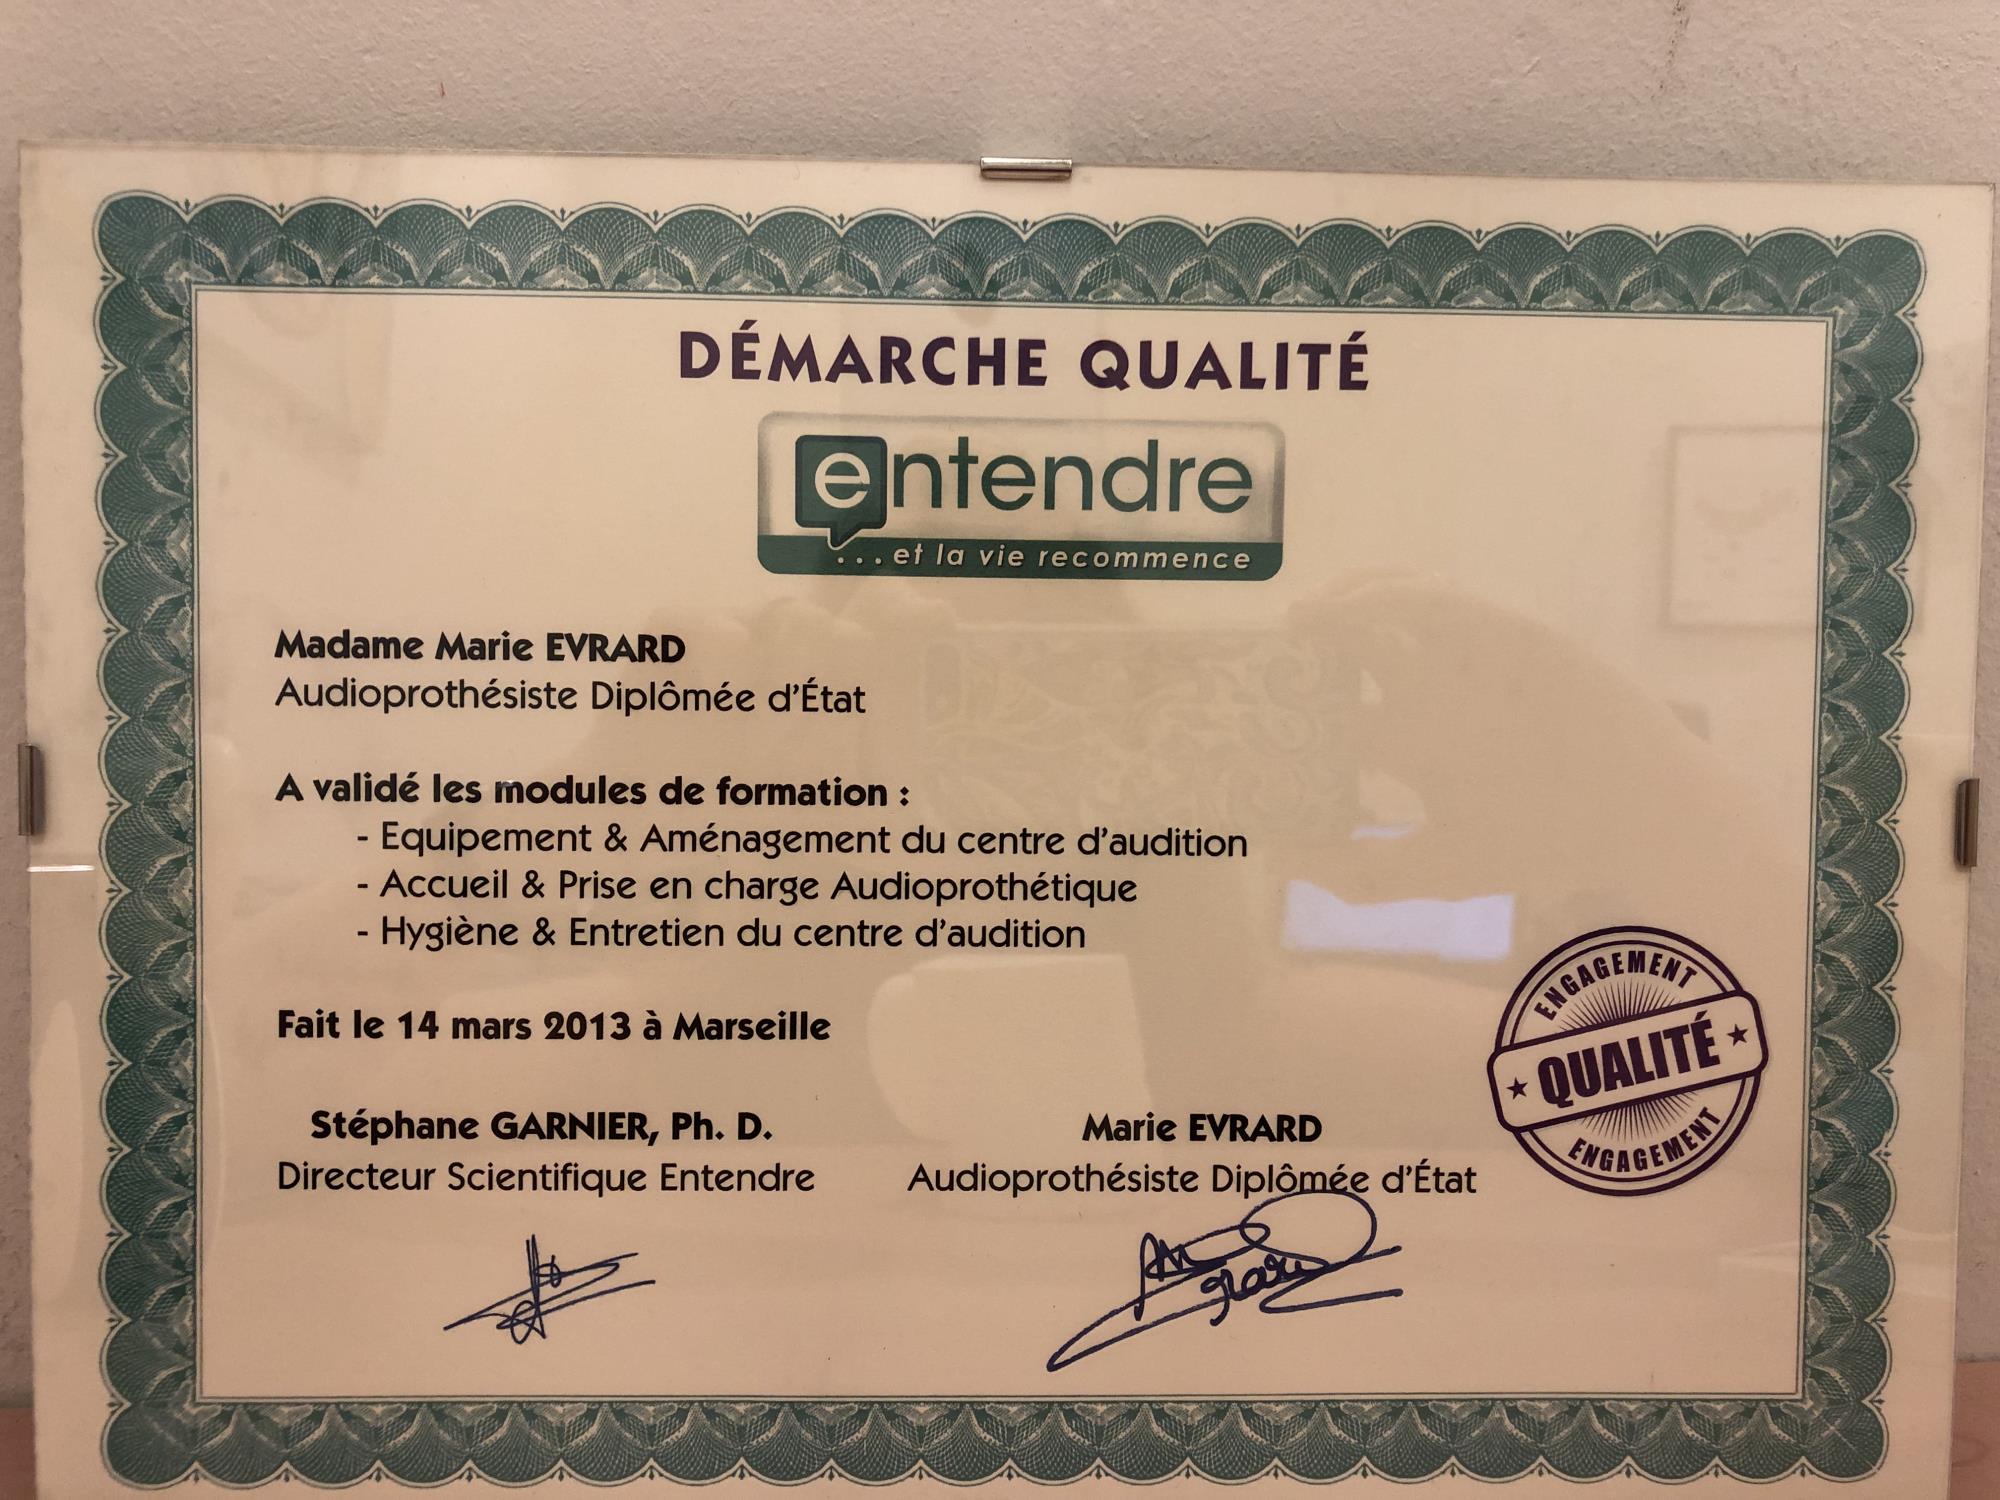 DÉMARCHE QUALITÉ
entendre
...et la vie recommence
Madame Marie EVRARD
Audioprothésiste Diplômée d'État
A validé les modules de formation :
- Equipement & Aménagement du centre d'audition
- Accueil & Prise en charge Audioprothétique
- Hygiène & Entretien du centre d'audition
Fait le 14 mars 2013 à Marseille
ENGAGEMENT
QUALITÉ
ENGAGEMENT
Stéphane GARNIER, Ph. D.
Directeur Scientifique Entendre
Marie EVRARD
Audioprothésiste Diplômée d'État